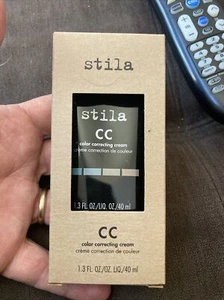 stila
stila
CC
color correcting cream
crème correction de couleur
1.3 FL. OZ./LIQ. OZ./40 ml
CC
color correcting cream
crème correction de couleur
1.3 FL. OZ./LIQ. OZ./40 ml